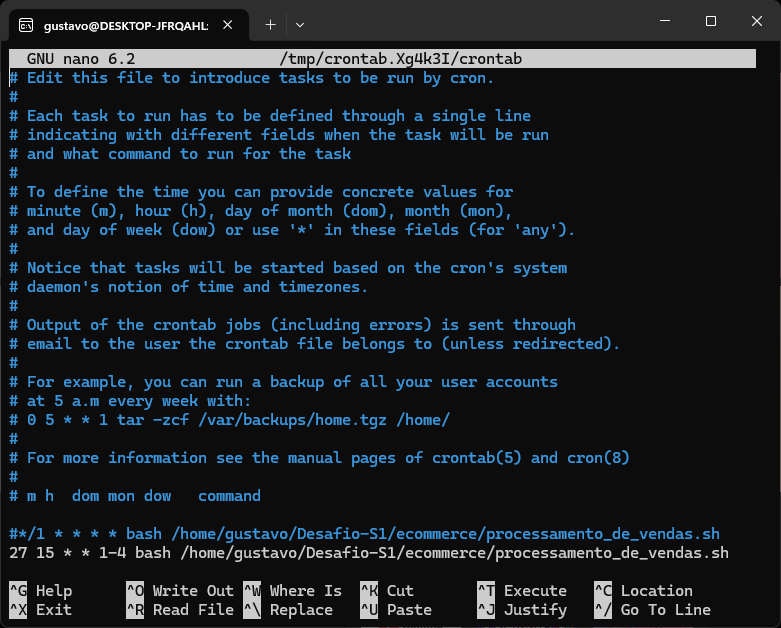 gustavo@DESKTOP-JFRQAHL:
GNU nano 6.2 /tmp/crontab.Xg4k3I/crontab
# Edit this file to introduce tasks to be run by cron.
#
# Each task to run has to be defined through a single line
# indicating with different fields when the task will be run
# and what command to run for the task
#
# To define the time you can provide concrete values for
# minute (m), hour (h), day of month (dom), month (mon),
# and day of week (dow) or use '*' in these fields (for 'any').
#
# Notice that tasks will be started based on the cron's system
# daemon's notion of time and timezones.
#
# Output of the crontab jobs (including errors) is sent through
# email to the user the crontab file belongs to (unless redirected).
#
# For example, you can run a backup of all your user accounts
# at 5 a.m every week with:
# 0 5 * * 1 tar -zcf /var/backups/home.tgz /home/
#
# For more information see the manual pages of crontab(5) and cron(8)
#
# m h  dom mon dow   command
#*/1 * * * * bash /home/gustavo/Desafio-S1/ecommerce/processamento_de_vendas.sh
27 15 * * 1-4 bash /home/gustavo/Desafio-S1/ecommerce/processamento_de_vendas.sh
^G Help ^O Write Out ^W Where Is ^K Cut ^T Execute ^C Location
^X Exit ^R Read File ^\ Replace ^U Paste ^J Justify ^/ Go To Line